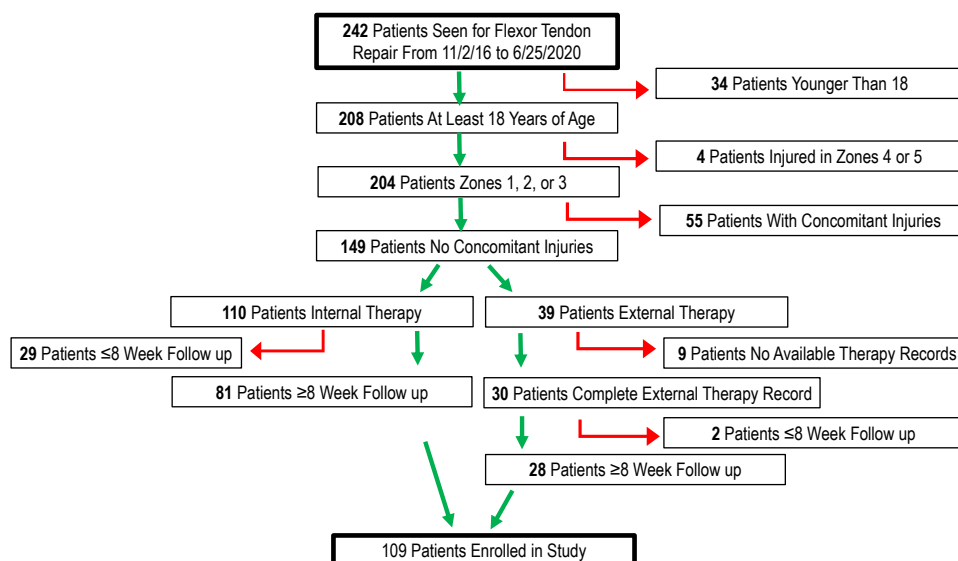 242 Patients Seen for Flexor Tendon
Repair From 11/2/16 to 6/25/2020
34 Patients Younger Than 18
208 Patients At Least 18 Years of Age
4 Patients Injured in Zones 4 or 5
204 Patients Zones 1, 2, or 3
55 Patients With Concomitant Injuries
149 Patients No Concomitant Injuries
110 Patients Internal Therapy
39 Patients External Therapy
29 Patients ≤8 Week Follow up
9 Patients No Available Therapy Records
81 Patients ≥8 Week Follow up
30 Patients Complete External Therapy Record
2 Patients ≤8 Week Follow up
28 Patients ≥8 Week Follow up
109 Patients Enrolled in Study